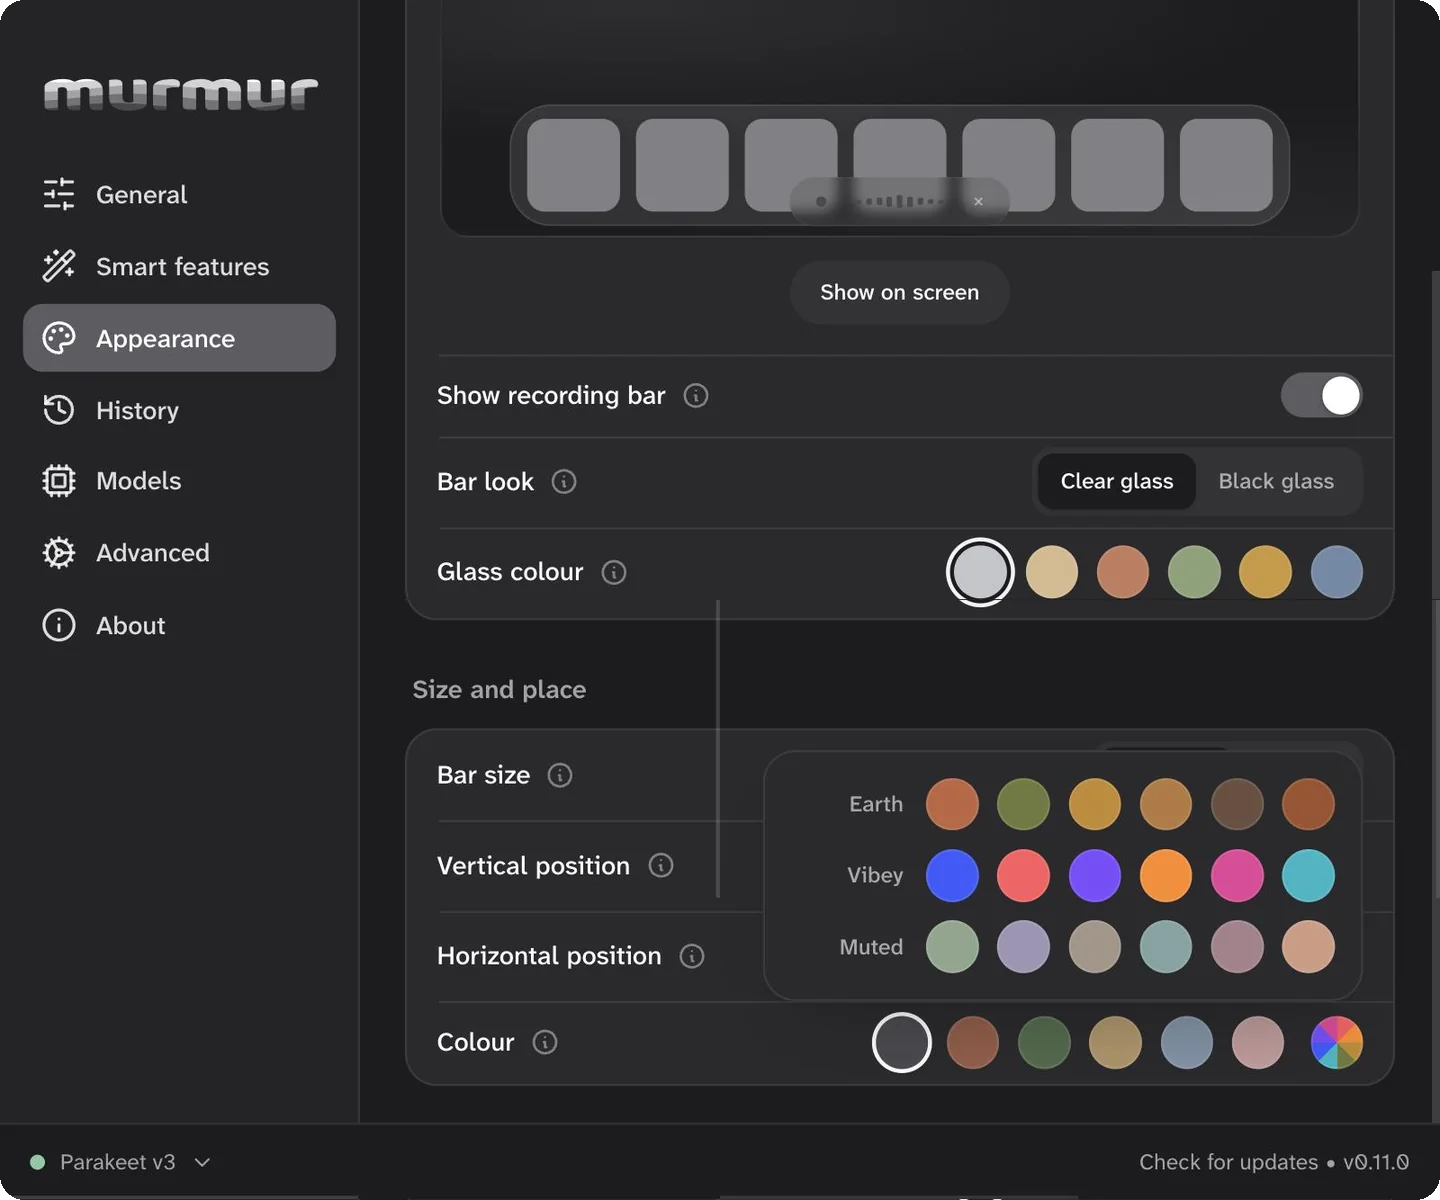 murmur
General
Smart features
Appearance
History
Models
Advanced
About
Show on screen
Show recording bar
Bar look
Clear glass
Black glass
Glass colour
Size and place
Bar size
Vertical position
Horizontal position
Earth
Vibey
Muted
Colour
Parakeet v3
Check for updates • v0.11.0